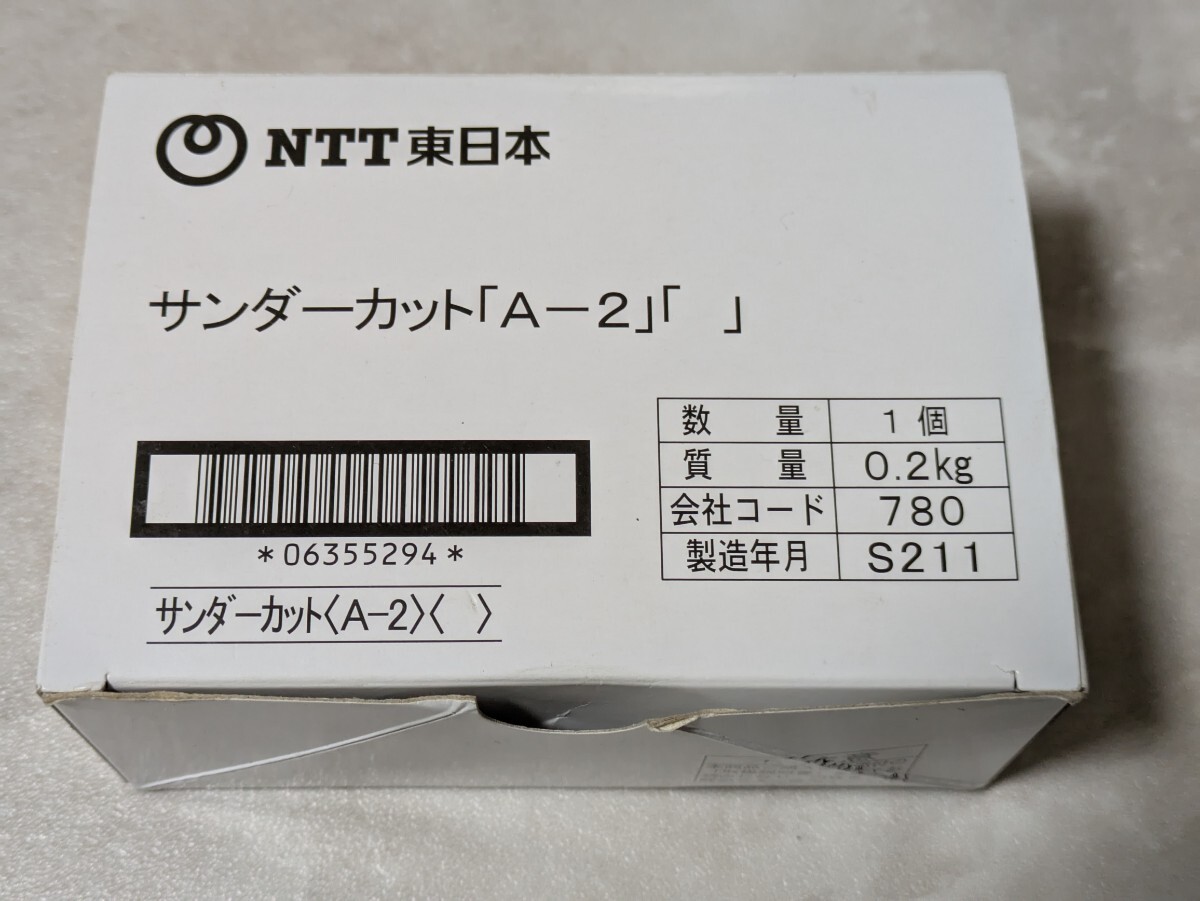 NTT東日本
サンダーカット「A－2」「　」
数　量　1個
質　量　0.2kg
会社コード　780
製造年月　S211
*06355294*
サンダーカット〈A-2〉〈　〉